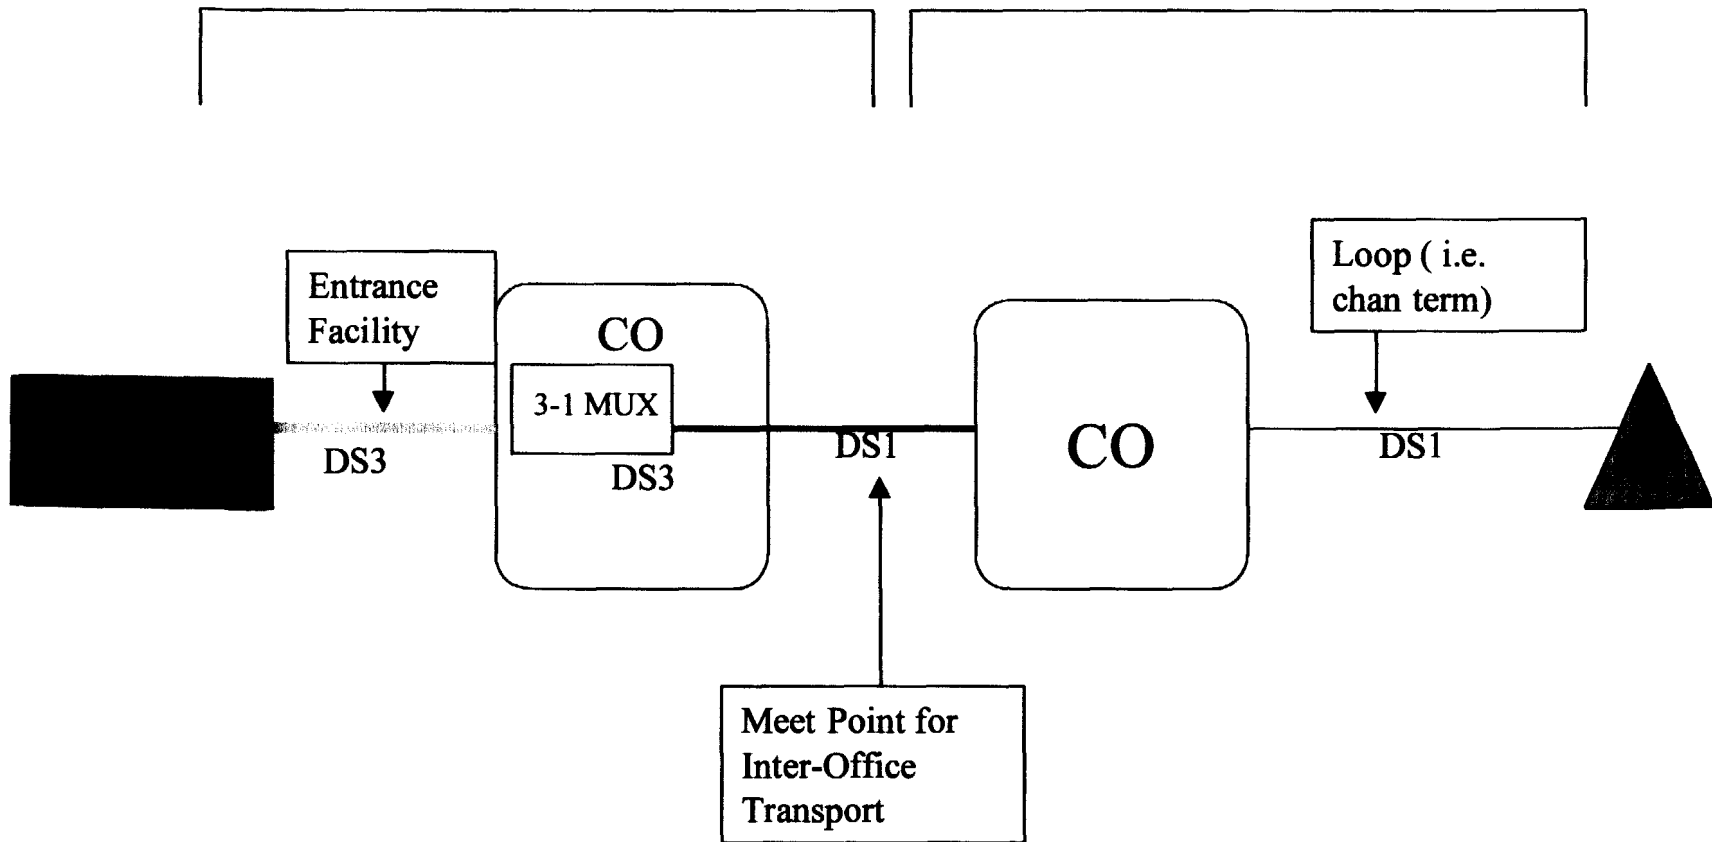 Entrance
Facility
CO
3-1 MUX
DS3
DS3
DS1
CO
Loop ( i.e.
chan term)
DS1
Meet Point for
Inter-Office
Transport